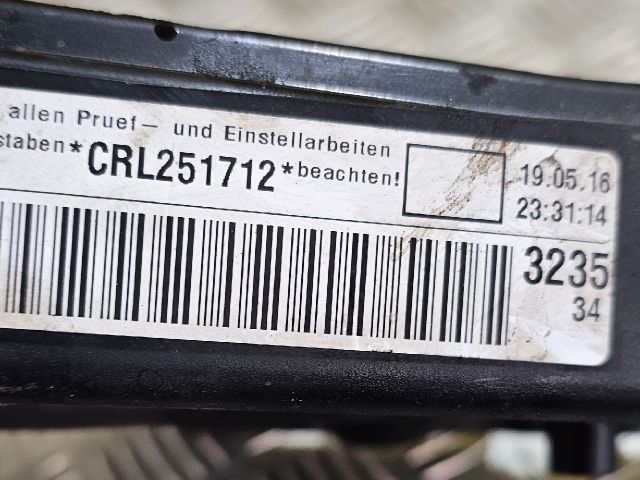 allen Pruef- und Einstellarbeiten
staben *CRL251712* beachten!
19.05.16
23:31:14
3235
34